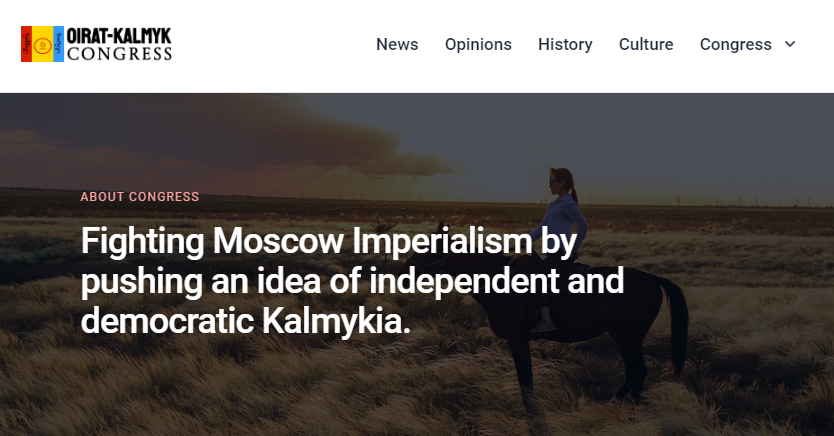 OIRAT-KALMYK
CONGRESS
News Opinions History Culture Congress
ABOUT CONGRESS
Fighting Moscow Imperialism by
pushing an idea of independent and
democratic Kalmykia.